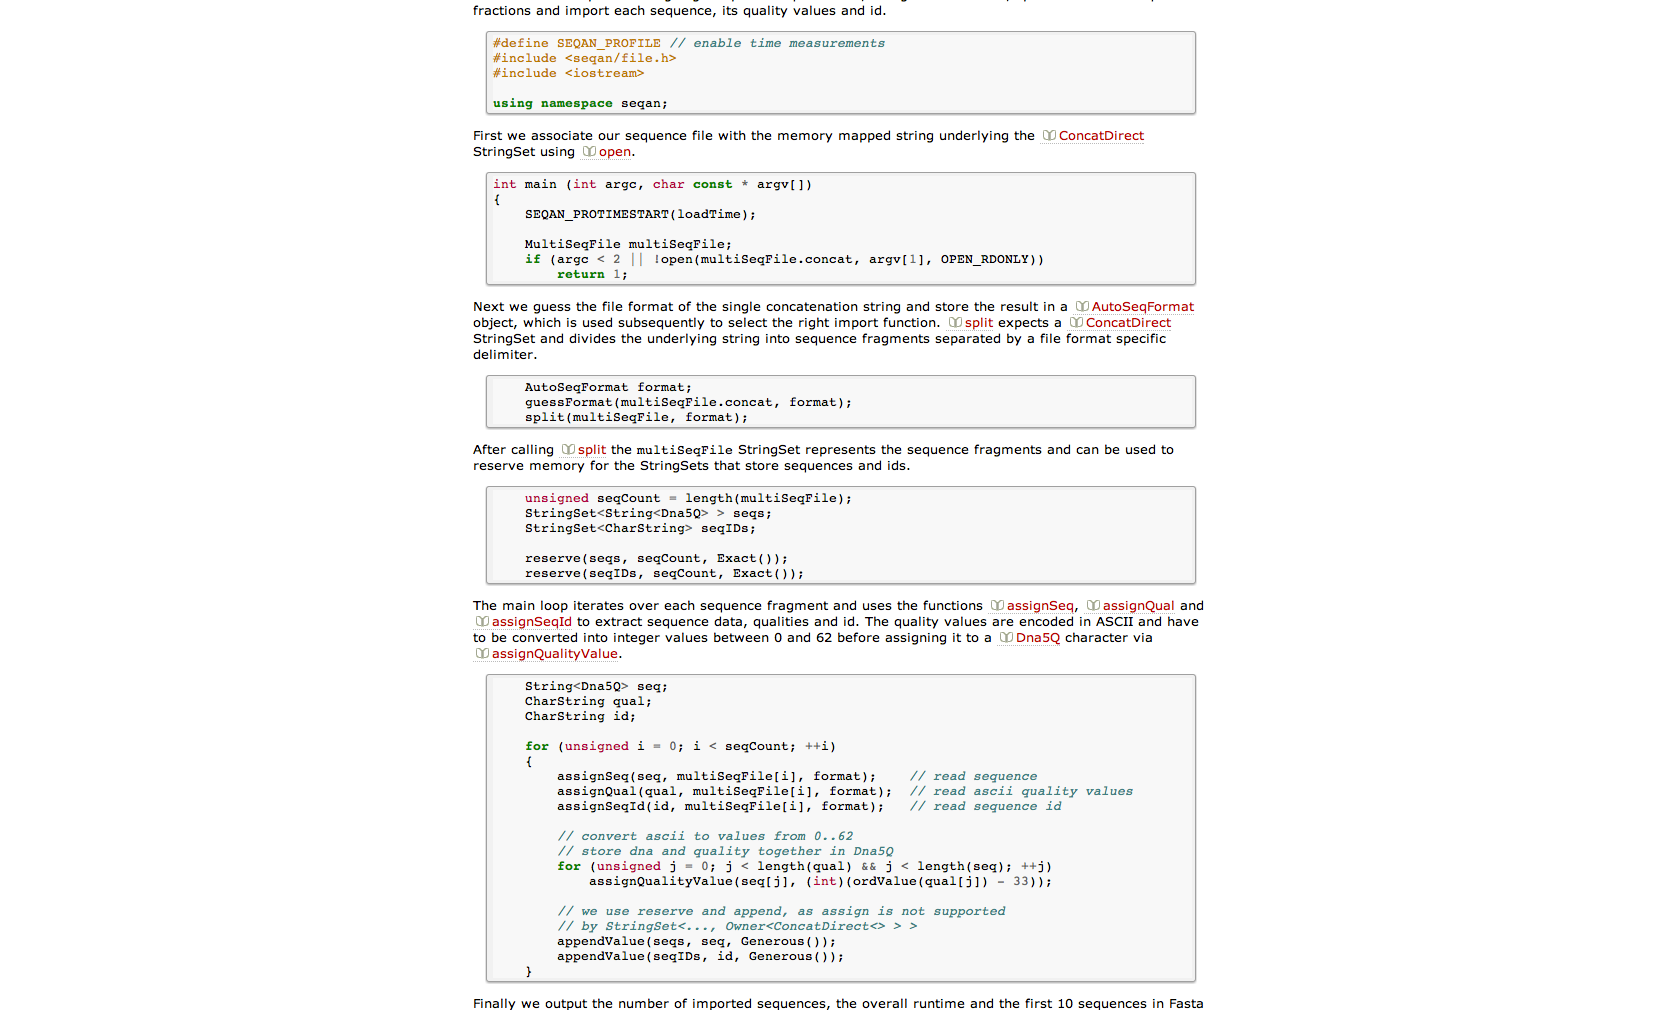 fractions and import each sequence, its quality values and id.
#define SEQAN_PROFILE // enable time measurements
#include <seqan/file.h>
#include <iostream>
using namespace seqan;
First we associate our sequence file with the memory mapped string underlying the ConcatDirect
StringSet using open.
int main (int argc, char const * argv[])
{
SEQAN_PROTIMESTART(loadTime);
MultiSeqFile multiSeqFile;
if (argc < 2 || !open(multiSeqFile.concat, argv[1], OPEN_RDONLY))
return 1;
Next we guess the file format of the single concatenation string and store the result in a AutoSeqFormat
object, which is used subsequently to select the right import function. split expects a ConcatDirect
StringSet and divides the underlying string into sequence fragments separated by a file format specific
delimiter.
AutoSeqFormat format;
guessFormat(multiSeqFile.concat, format);
split(multiSeqFile, format);
After calling split the multiSeqFile StringSet represents the sequence fragments and can be used to
reserve memory for the StringSets that store sequences and ids.
unsigned seqCount = length(multiSeqFile);
StringSet<String<Dna5Q> > seqs;
StringSet<CharString> seqIDs;
reserve(seqs, seqCount, Exact());
reserve(seqIDs, seqCount, Exact());
The main loop iterates over each sequence fragment and uses the functions assignSeq, assignQual and
assignSeqId to extract sequence data, qualities and id. The quality values are encoded in ASCII and have
to be converted into integer values between 0 and 62 before assigning it to a Dna5Q character via
assignQualityValue.
String<Dna5Q> seq;
CharString qual;
CharString id;
for (unsigned i = 0; i < seqCount; ++i)
{
assignSeq(seq, multiSeqFile[i], format); // read sequence
assignQual(qual, multiSeqFile[i], format); // read ascii quality values
assignSeqId(id, multiSeqFile[i], format); // read sequence id
// convert ascii to values from 0..62
// store dna and quality together in Dna5Q
for (unsigned j = 0; j < length(qual) && j < length(seq); ++j)
assignQualityValue(seq[j], (int)(ordValue(qual[j]) - 33));
// we use reserve and append, as assign is not supported
// by StringSet<..., Owner<ConcatDirect<> > >
appendValue(seqs, seq, Generous());
appendValue(seqIDs, id, Generous());
}
Finally we output the number of imported sequences, the overall runtime and the first 10 sequences in Fasta